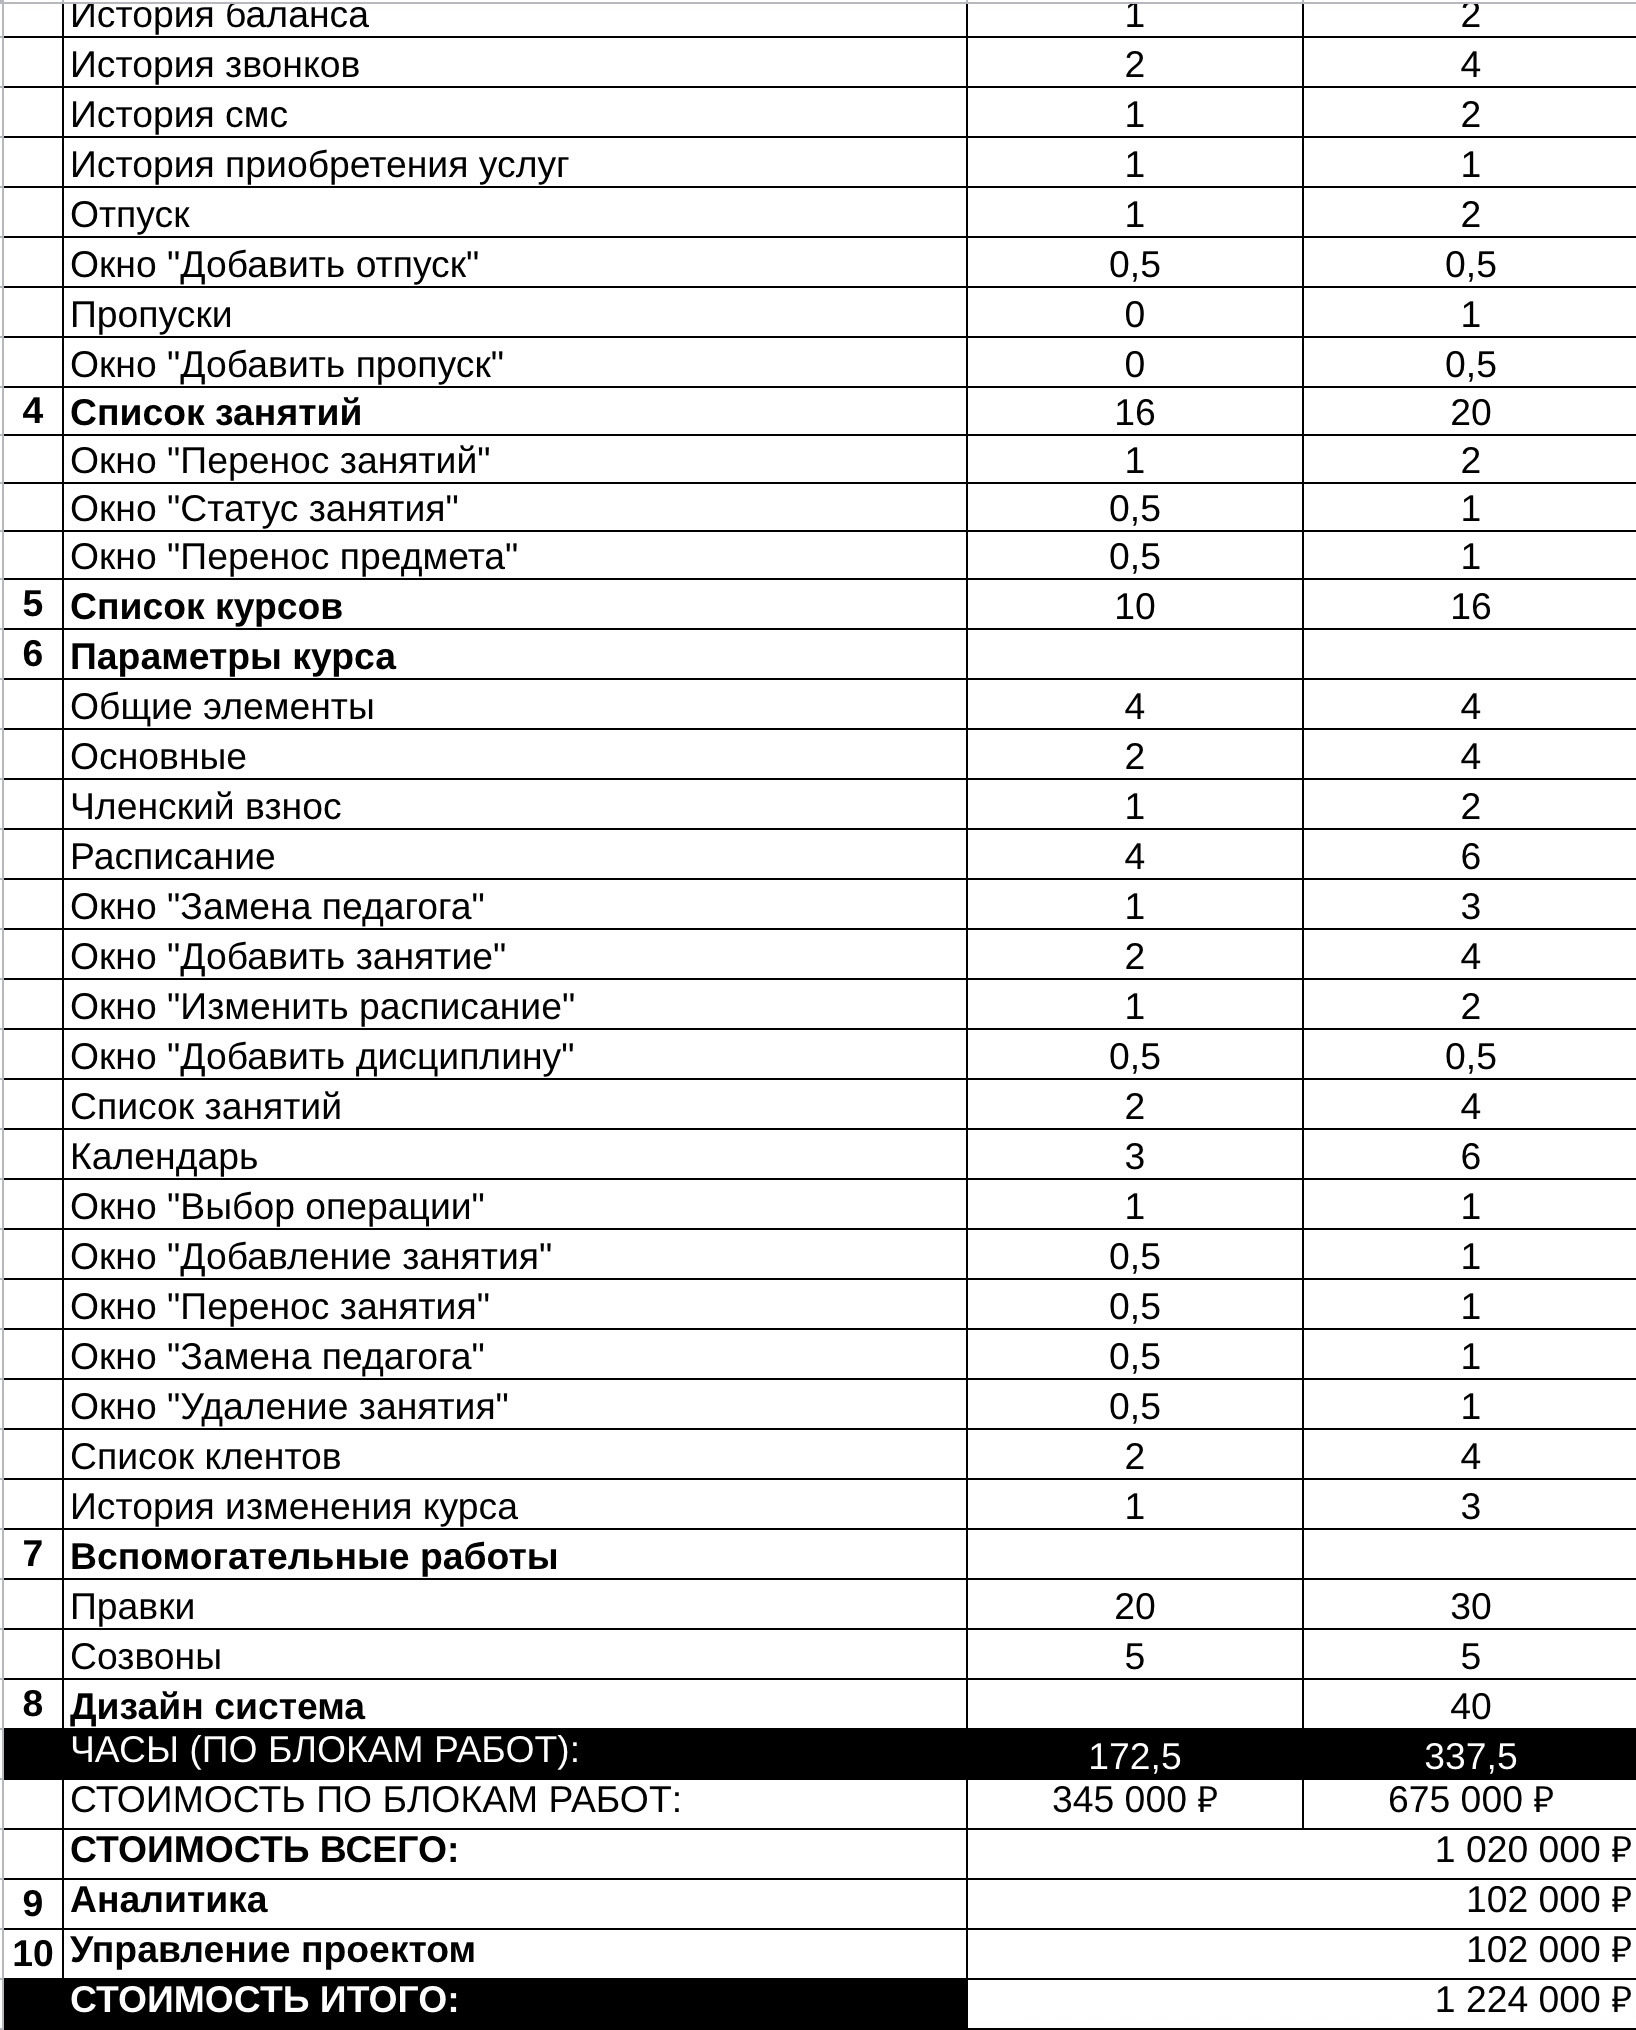 История баланса 1 2
История звонков 2 4
История смс 1 2
История приобретения услуг 1 1
Отпуск 1 2
Окно "Добавить отпуск" 0,5 0,5
Пропуски 0 1
Окно "Добавить пропуск" 0 0,5
4 Список занятий 16 20
Окно "Перенос занятий" 1 2
Окно "Статус занятия" 0,5 1
Окно "Перенос предмета" 0,5 1
5 Список курсов 10 16
6 Параметры курса
Общие элементы 4 4
Основные 2 4
Членский взнос 1 2
Расписание 4 6
Окно "Замена педагога" 1 3
Окно "Добавить занятие" 2 4
Окно "Изменить расписание" 1 2
Окно "Добавить дисциплину" 0,5 0,5
Список занятий 2 4
Календарь 3 6
Окно "Выбор операции" 1 1
Окно "Добавление занятия" 0,5 1
Окно "Перенос занятия" 0,5 1
Окно "Замена педагога" 0,5 1
Окно "Удаление занятия" 0,5 1
Список клентов 2 4
История изменения курса 1 3
7 Вспомогательные работы
Правки 20 30
Созвоны 5 5
8 Дизайн система 40
ЧАСЫ (ПО БЛОКАМ РАБОТ): 172,5 337,5
СТОИМОСТЬ ПО БЛОКАМ РАБОТ: 345 000 ₽ 675 000 ₽
СТОИМОСТЬ ВСЕГО: 1 020 000 ₽
9 Аналитика 102 000 ₽
10 Управление проектом 102 000 ₽
СТОИМОСТЬ ИТОГО: 1 224 000 ₽